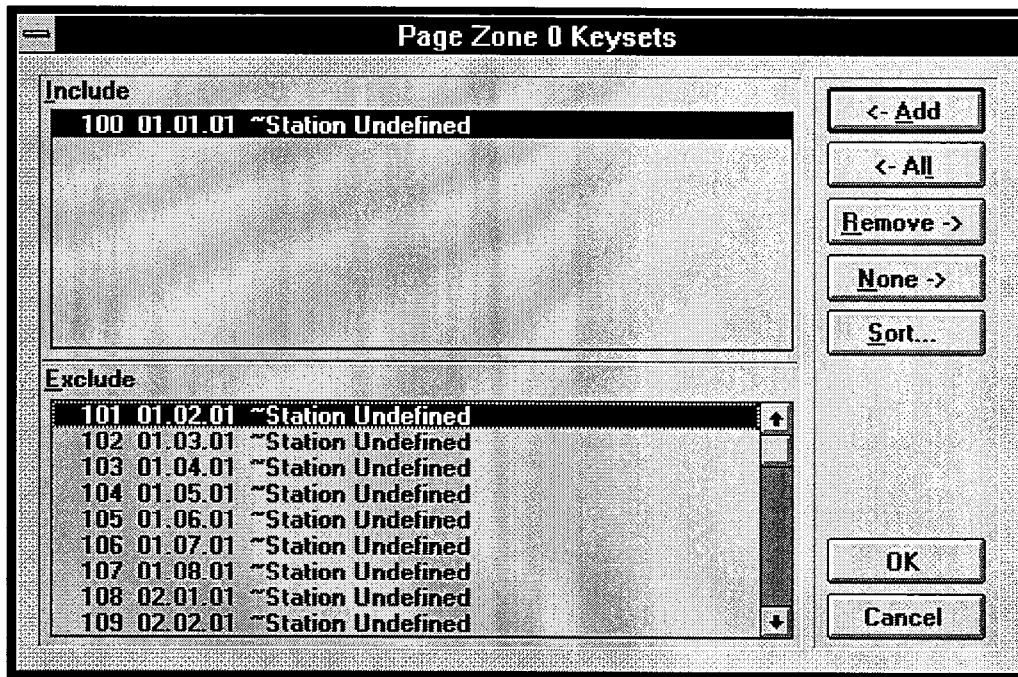 Page Zone 0 Keysets
Include
100 01.01.01 ~Station Undefined
Exclude
101 01.02.01 ~Station Undefined
102 01.03.01 ~Station Undefined
103 01.04.01 ~Station Undefined
104 01.05.01 ~Station Undefined
105 01.06.01 ~Station Undefined
106 01.07.01 ~Station Undefined
107 01.08.01 ~Station Undefined
108 02.01.01 ~Station Undefined
109 02.02.01 ~Station Undefined
<- Add
<- All
Remove ->
None ->
Sort...
OK
Cancel